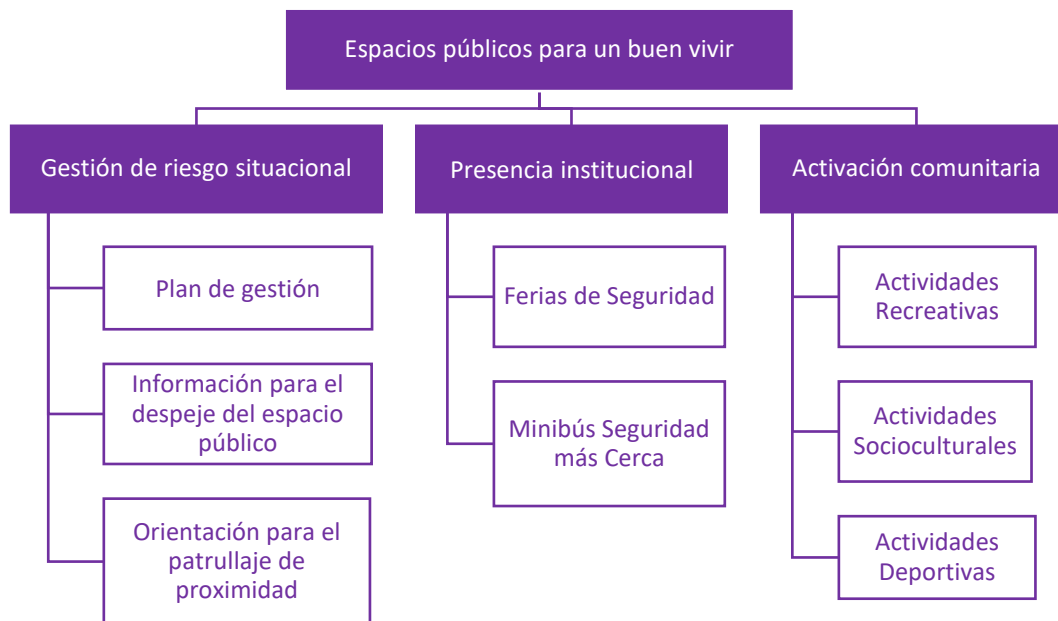 Espacios públicos para un buen vivir
Gestión de riesgo situacional
Plan de gestión
Información para el
despeje del espacio
público
Orientación para el
patrullaje de
proximidad
Presencia institucional
Ferias de Seguridad
Minibús Seguridad
más Cerca
Activación comunitaria
Actividades
Recreativas
Actividades
Socioculturales
Actividades
Deportivas